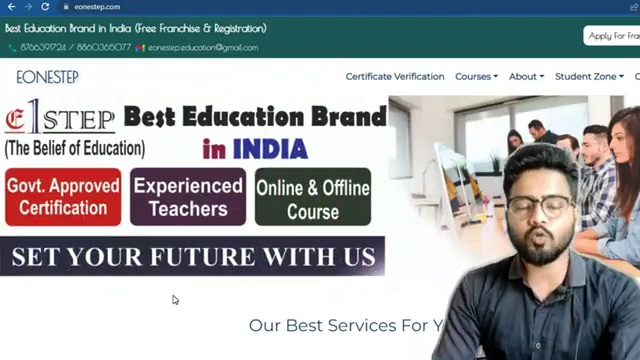 eonestep.com
Best Education Brand in India (Free Franchise & Registration)
8766391724 / 8860365077 eonestep.education@gmail.com
Apply For Fran
EONESTEP
Certificate Verification Courses About Student Zone
e1STEP
(The Belief of Education)
Best Education Brand
in INDIA
Govt. Approved
Certification
Experienced
Teachers
Online & Offline
Course
SET YOUR FUTURE WITH US
Our Best Services For Y